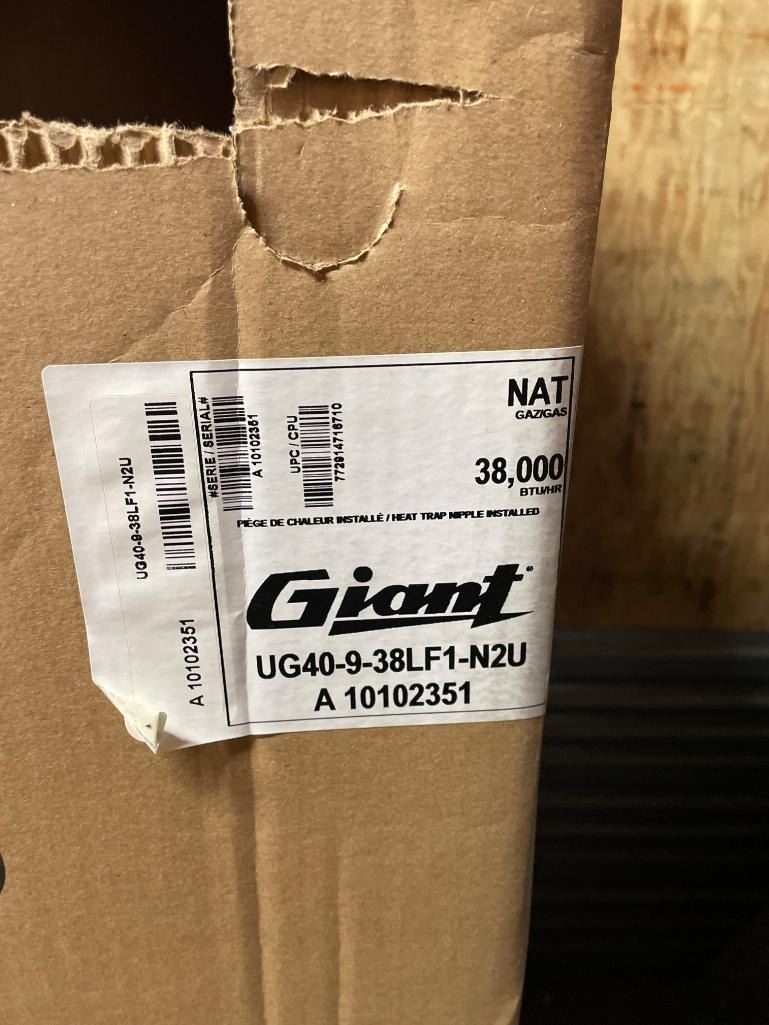 NAT
GAZ/GAS
38,000
BTU/HR
#SERIE / SERIAL#
A 10102351
UPC / CPU
772914716710
PIÈGE DE CHALEUR INSTALLÉ / HEAT TRAP NIPPLE INSTALLED
Giant®
UG40-9-38LF1-N2U
A 10102351
UG40-9-38LF1-N2U
A 10102351